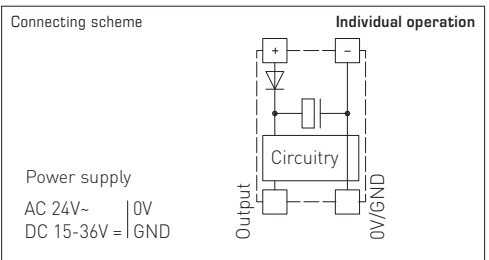 Connecting scheme
Individual operation
+
−
Circuitry
Power supply
AC 24V~ 0V
DC 15-36V = GND
Output
0V/GND